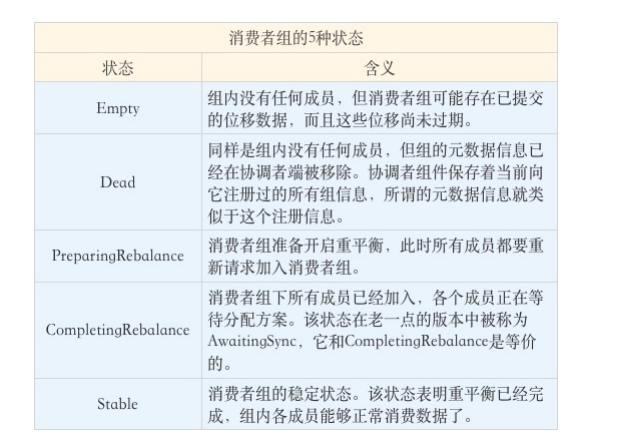 消费者组的5种状态
状态
含义
Empty
组内没有任何成员，但消费者组可能存在已提交
的位移数据，而且这些位移尚未过期。
Dead
同样是组内没有任何成员，但组的元数据信息已
经在协调者端被移除。协调者组件保存着当前向
它注册过的所有组信息，所谓的元数据信息就类
似于这个注册信息。
PreparingRebalance
消费者组准备开启重平衡，此时所有成员都要重
新请求加入消费者组。
CompletingRebalance
消费者组下所有成员已经加入，各个成员正在等
待分配方案。该状态在老一点的版本中被称为
AwaitingSync，它和CompletingRebalance是等价
的。
Stable
消费者组的稳定状态。该状态表明重平衡已经完
成，组内各成员能够正常消费数据了。